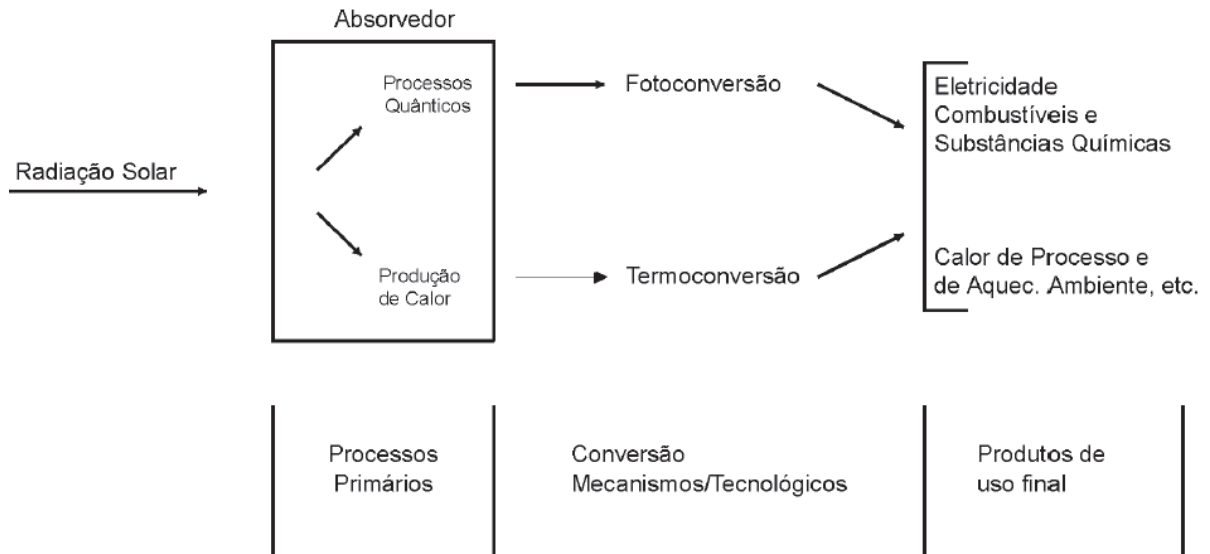 Absorvedor
Processos
Quânticos
Fotoconversão
Eletricidade
Combustíveis e
Substâncias Químicas
Radiação Solar
Produção
de Calor
Termoconversão
Calor de Processo e
de Aquec. Ambiente, etc.
Processos
Primários
Conversão
Mecanismos/Tecnológicos
Produtos de
uso final